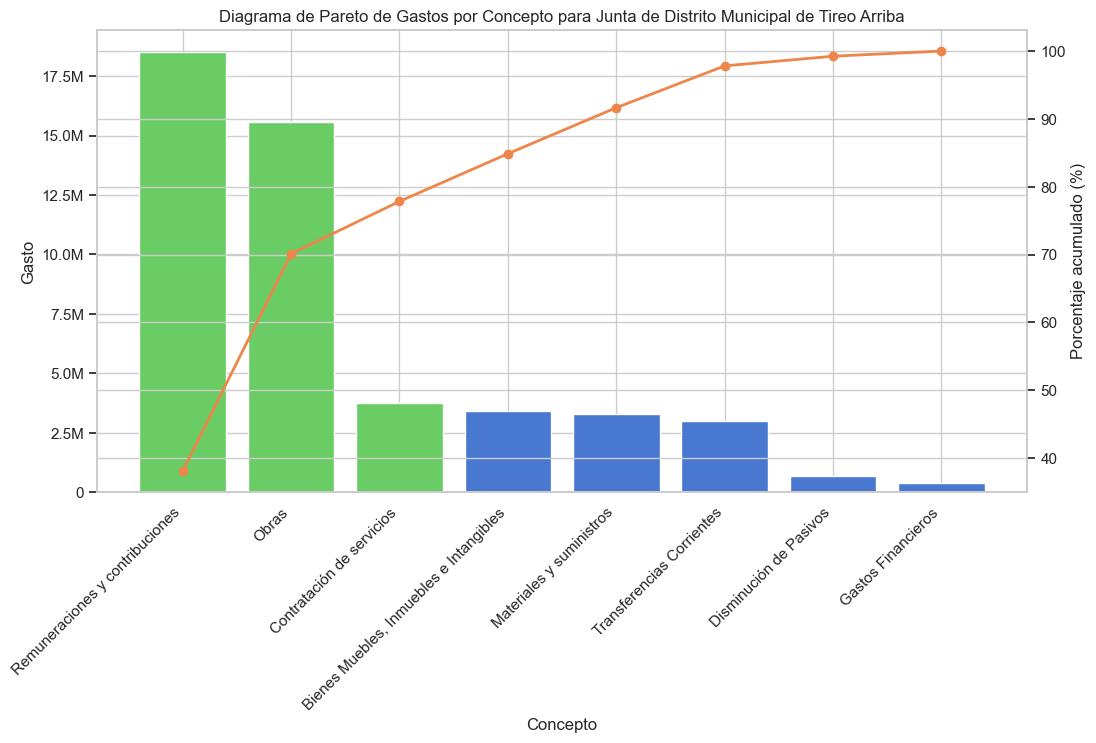 Diagrama de Pareto de Gastos por Concepto para Junta de Distrito Municipal de Tireo Arriba
Gasto
17.5M
15.0M
12.5M
10.0M
7.5M
5.0M
2.5M
0
100
90
80
70
60
50
40
Porcentaje acumulado (%)
Remuneraciones y contribuciones
Obras
Contratación de servicios
Bienes Muebles, Inmuebles e Intangibles
Materiales y suministros
Transferencias Corrientes
Disminución de Pasivos
Gastos Financieros
Concepto